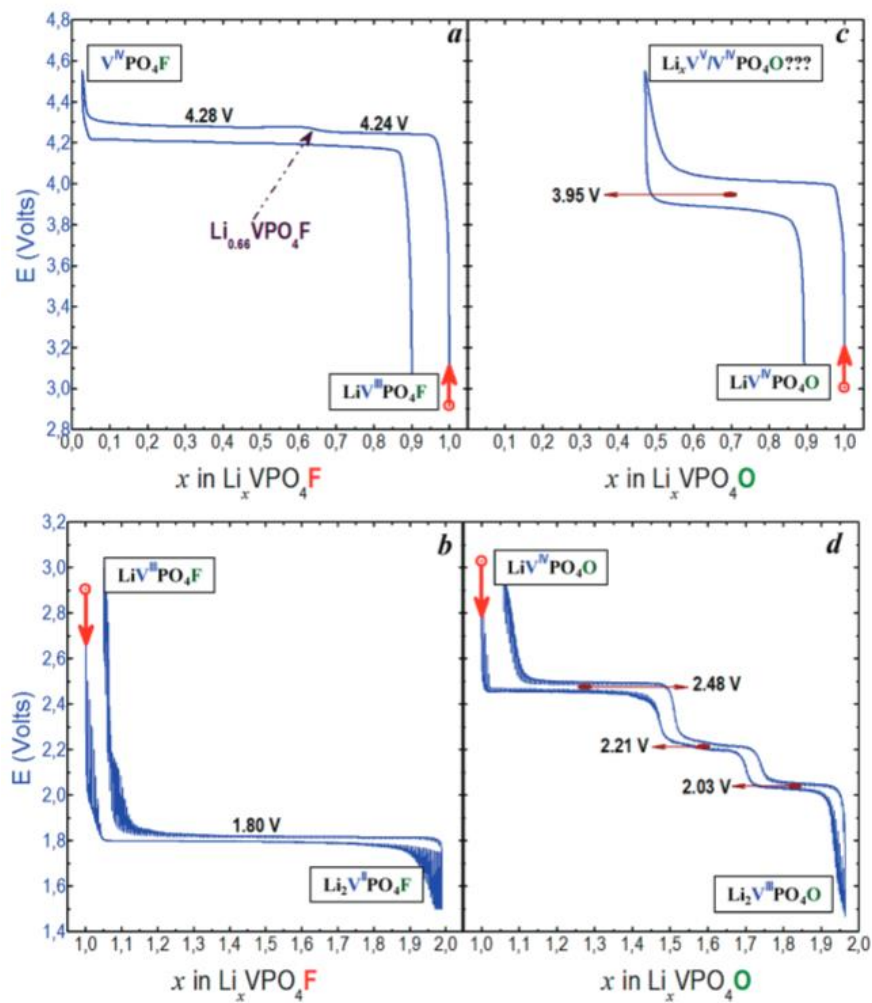 a
V^IV PO₄F
4.28 V
4.24 V
Li₀.₆₆VPO₄F
LiV^III PO₄F
E (Volts)
4,8
4,6
4,4
4,2
4,0
3,8
3,6
3,4
3,2
3,0
2,8
0,0 0,1 0,2 0,3 0,4 0,5 0,6 0,7 0,8 0,9 1,0
x in LiₓVPO₄F
c
LiₓV^V/V^IV PO₄O???
3.95 V
LiV^IV PO₄O
0,1 0,2 0,3 0,4 0,5 0,6 0,7 0,8 0,9 1,0
x in LiₓVPO₄O
b
LiV^III PO₄F
1.80 V
Li₂V^II PO₄F
E (Volts)
3,2
3,0
2,8
2,6
2,4
2,2
2,0
1,8
1,6
1,4
1,0 1,1 1,2 1,3 1,4 1,5 1,6 1,7 1,8 1,9 2,0
x in LiₓVPO₄F
d
LiV^IV PO₄O
2.48 V
2.21 V
2.03 V
Li₂V^III PO₄O
1,0 1,1 1,2 1,3 1,4 1,5 1,6 1,7 1,8 1,9 2,0
x in LiₓVPO₄O